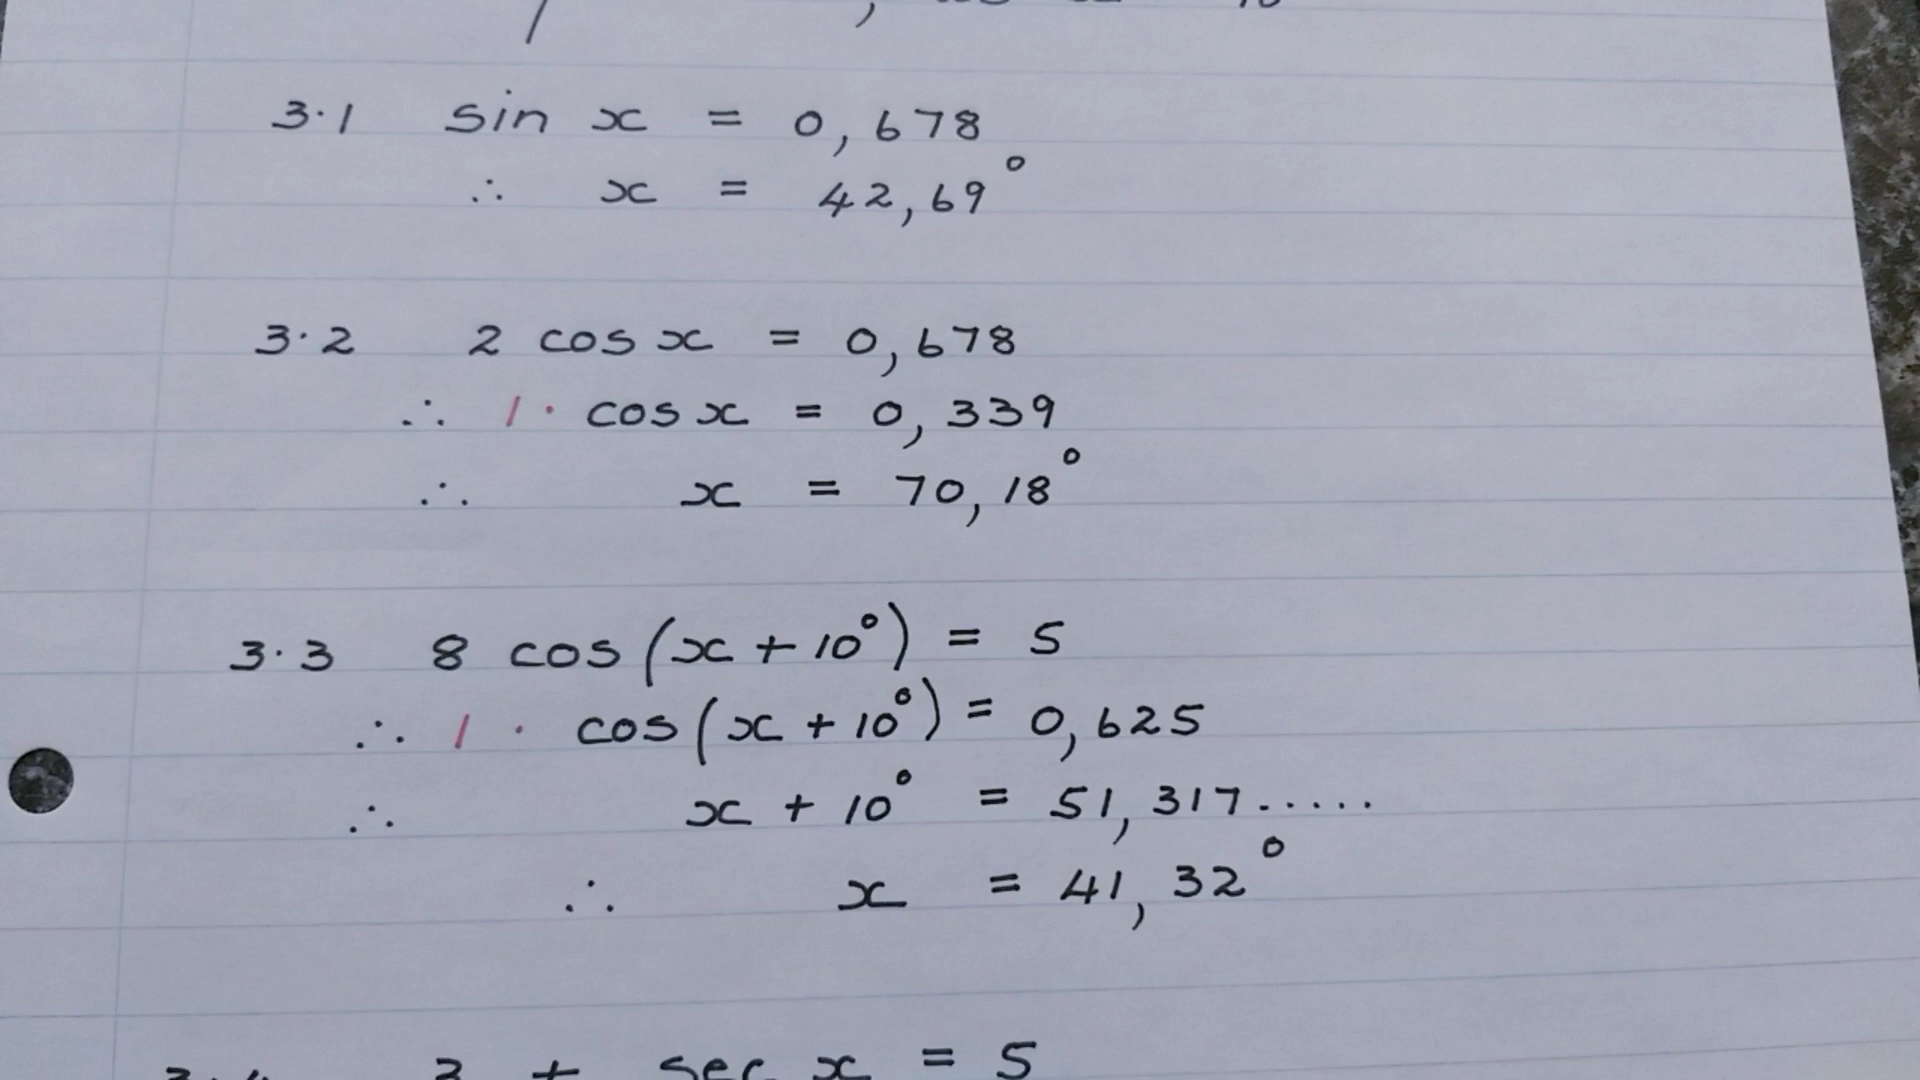 3.1 sin x = 0,678
∴ x = 42,69°
3.2 2 cos x = 0,678
∴ 1 . cos x = 0,339
∴ x = 70,18°
3.3 8 cos (x + 10°) = 5
∴ 1 . cos (x + 10°) = 0,625
∴ x + 10° = 51,317.....
∴ x = 41,32°
+ sec x = 5